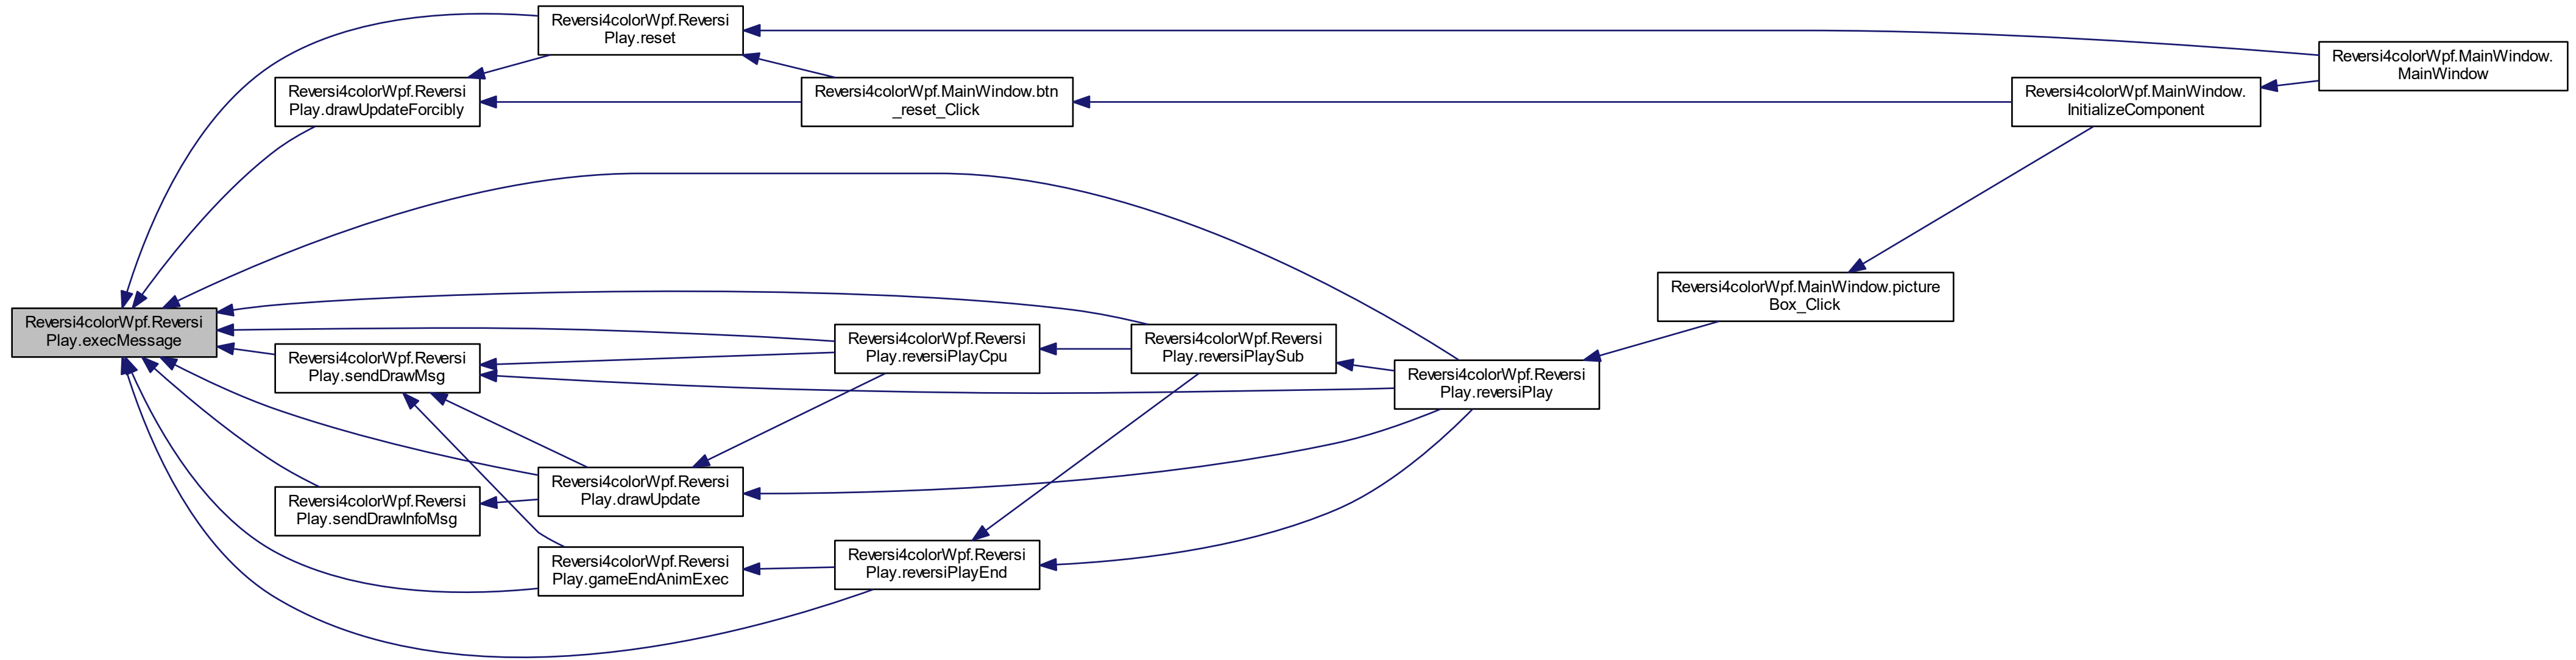 Reversi4colorWpf.Reversi
Play.execMessage
Reversi4colorWpf.Reversi
Play.reset
Reversi4colorWpf.Reversi
Play.drawUpdateForcibly
Reversi4colorWpf.MainWindow.btn
_reset_Click
Reversi4colorWpf.MainWindow.
InitializeComponent
Reversi4colorWpf.MainWindow.
MainWindow
Reversi4colorWpf.MainWindow.picture
Box_Click
Reversi4colorWpf.Reversi
Play.sendDrawMsg
Reversi4colorWpf.Reversi
Play.reversiPlayCpu
Reversi4colorWpf.Reversi
Play.reversiPlaySub
Reversi4colorWpf.Reversi
Play.reversiPlay
Reversi4colorWpf.Reversi
Play.sendDrawInfoMsg
Reversi4colorWpf.Reversi
Play.drawUpdate
Reversi4colorWpf.Reversi
Play.gameEndAnimExec
Reversi4colorWpf.Reversi
Play.reversiPlayEnd